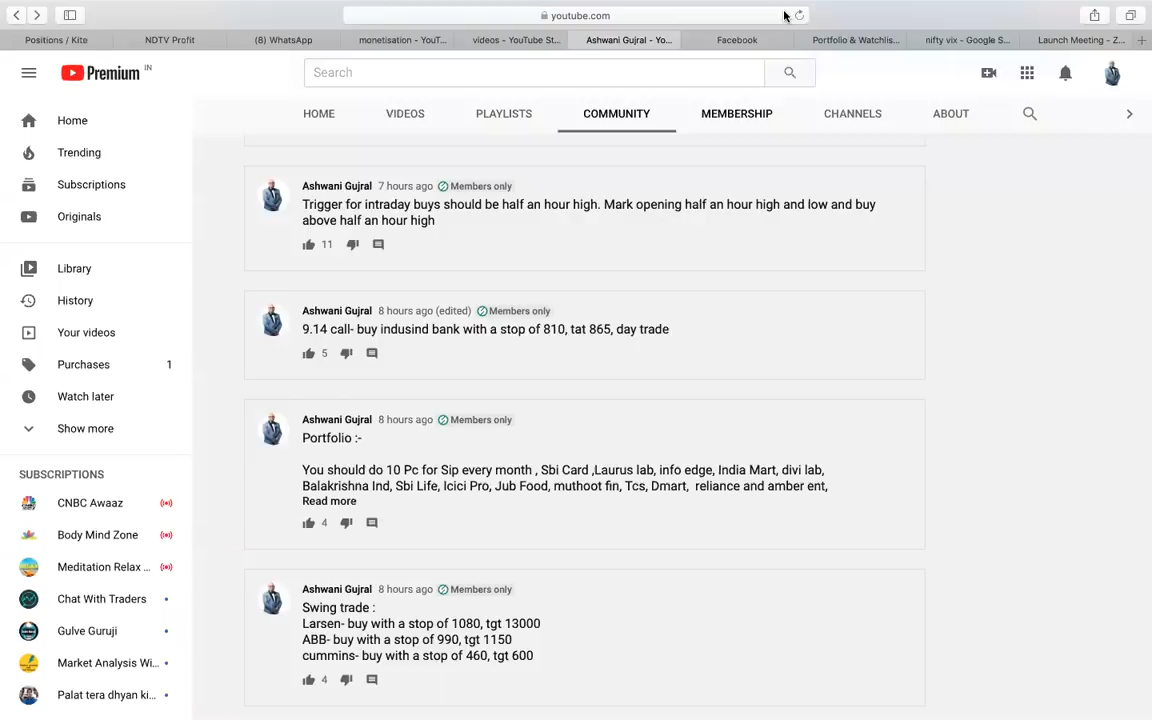 youtube.com
Positions / Kite
NDTV Profit
(8) WhatsApp
monetisation - YouT...
videos - YouTube St...
Ashwani Gujral - Yo...
Facebook
Portfolio & Watchlis...
nifty vix - Google S...
Launch Meeting - Z...
Premium IN
Search
HOME
VIDEOS
PLAYLISTS
COMMUNITY
MEMBERSHIP
CHANNELS
ABOUT
Home
Trending
Subscriptions
Originals
Library
History
Your videos
Purchases 1
Watch later
Show more
SUBSCRIPTIONS
CNBC Awaaz
Body Mind Zone
Meditation Relax ...
Chat With Traders
Gulve Guruji
Market Analysis Wi...
Palat tera dhyan ki...
Ashwani Gujral 7 hours ago Members only
Trigger for intraday buys should be half an hour high. Mark opening half an hour high and low and buy
above half an hour high
11
Ashwani Gujral 8 hours ago (edited) Members only
9.14 call- buy indusind bank with a stop of 810, tat 865, day trade
5
Ashwani Gujral 8 hours ago Members only
Portfolio :-
You should do 10 Pc for Sip every month , Sbi Card ,Laurus lab, info edge, India Mart, divi lab,
Balakrishna Ind, Sbi Life, Icici Pro, Jub Food, muthoot fin, Tcs, Dmart,  reliance and amber ent,
Read more
4
Ashwani Gujral 8 hours ago Members only
Swing trade :
Larsen- buy with a stop of 1080, tgt 13000
ABB- buy with a stop of 990, tgt 1150
cummins- buy with a stop of 460, tgt 600
4